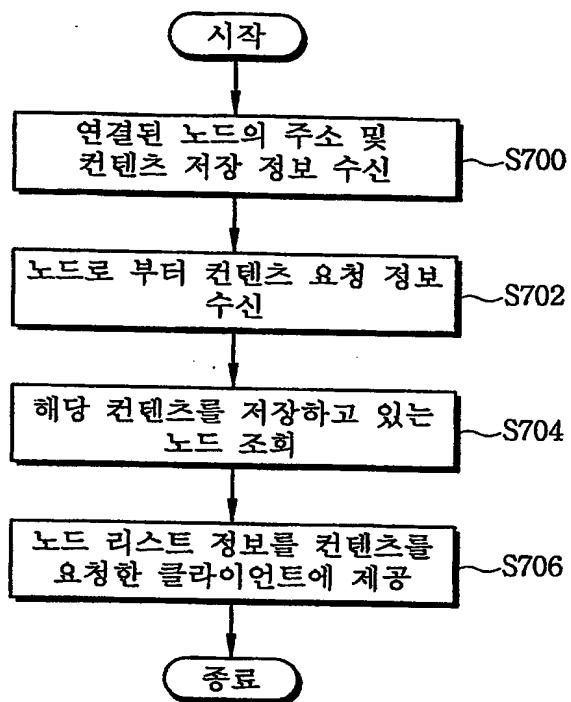 시작
연결된 노드의 주소 및
컨텐츠 저장 정보 수신
S700
노드로 부터 컨텐츠 요청 정보
수신
S702
해당 컨텐츠를 저장하고 있는
노드 조회
S704
노드 리스트 정보를 컨텐츠를
요청한 클라이언트에 제공
S706
종료